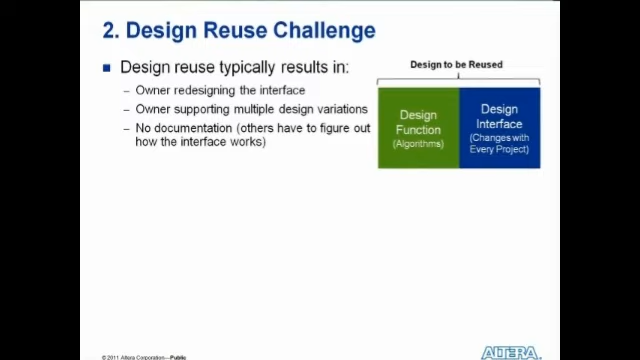 2. Design Reuse Challenge
Design reuse typically results in:
– Owner redesigning the interface
– Owner supporting multiple design variations
– No documentation (others have to figure out
how the interface works)
Design to be Reused
Design
Function
(Algorithms)
Design
Interface
(Changes with
Every Project)
© 2011 Altera Corporation—Public
ALTERA